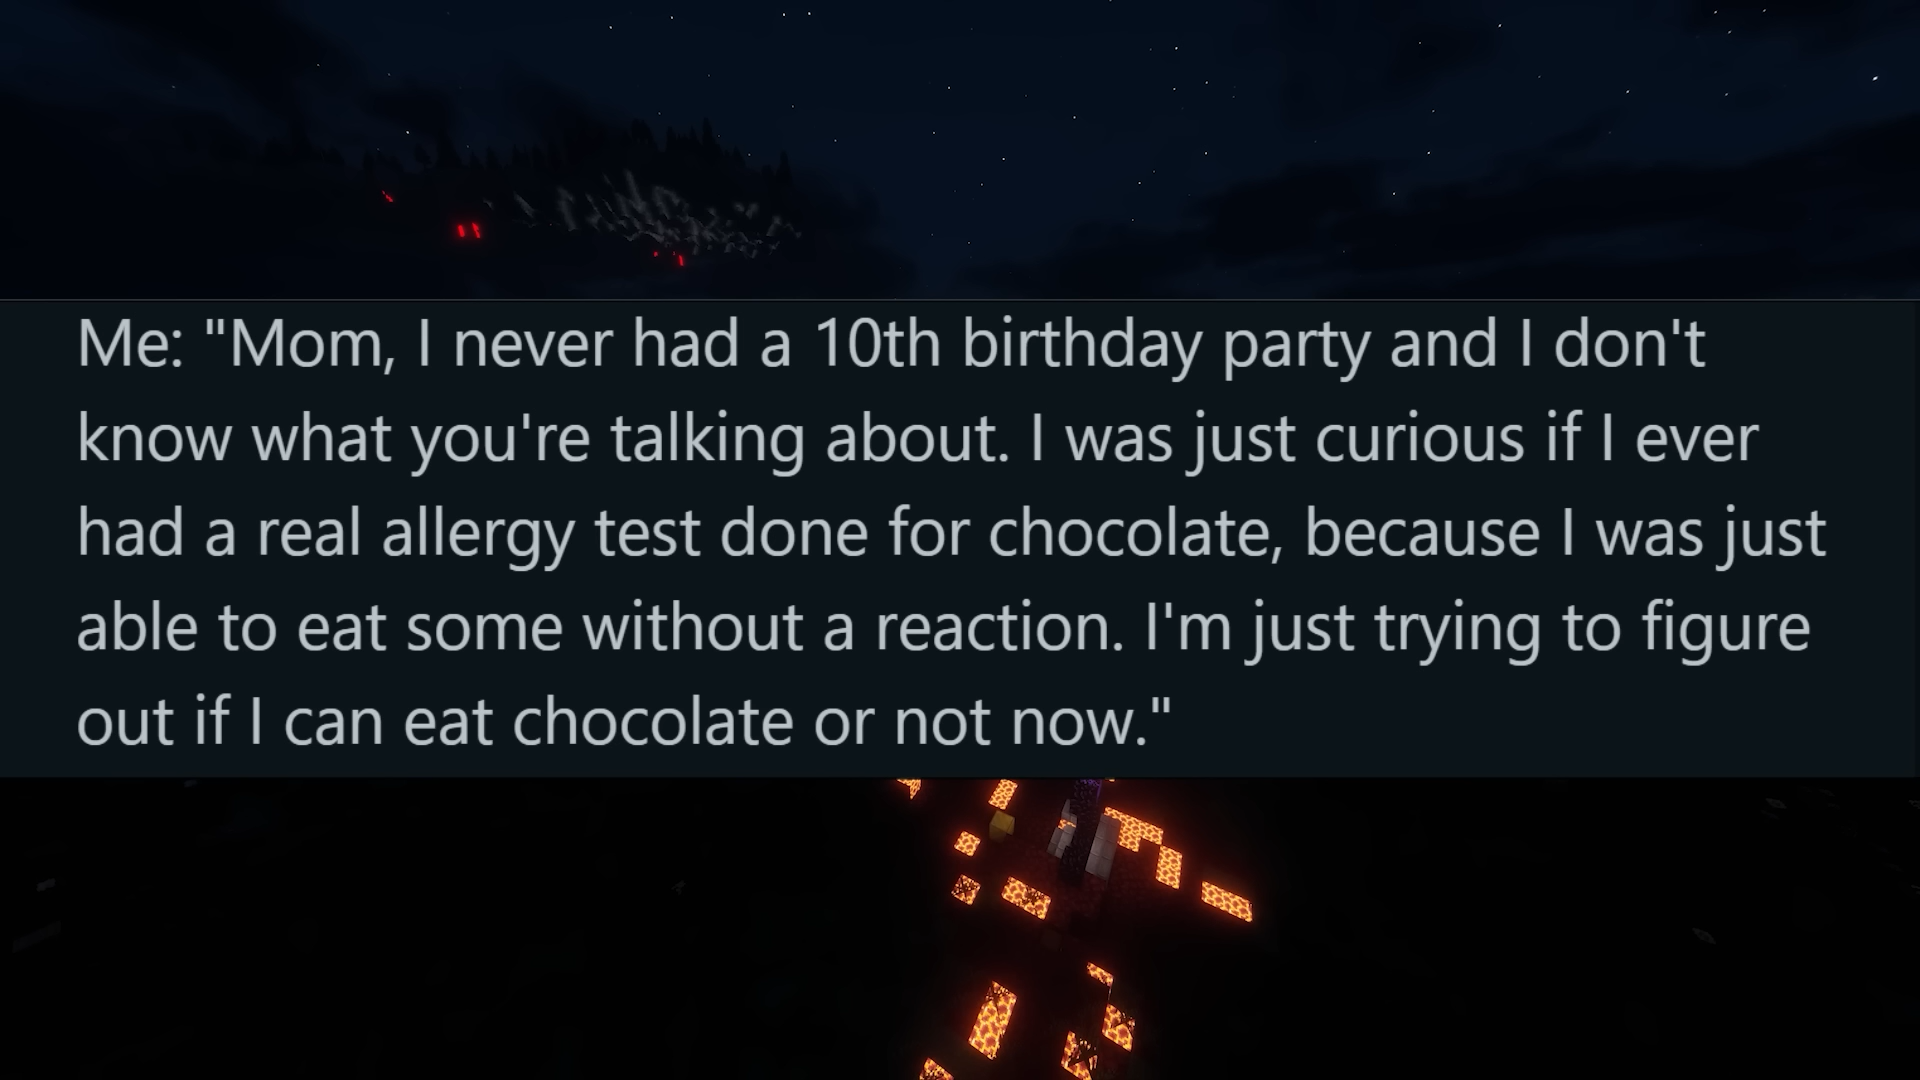 Me: "Mom, I never had a 10th birthday party and I don't
know what you're talking about. I was just curious if I ever
had a real allergy test done for chocolate, because I was just
able to eat some without a reaction. I'm just trying to figure
out if I can eat chocolate or not now."